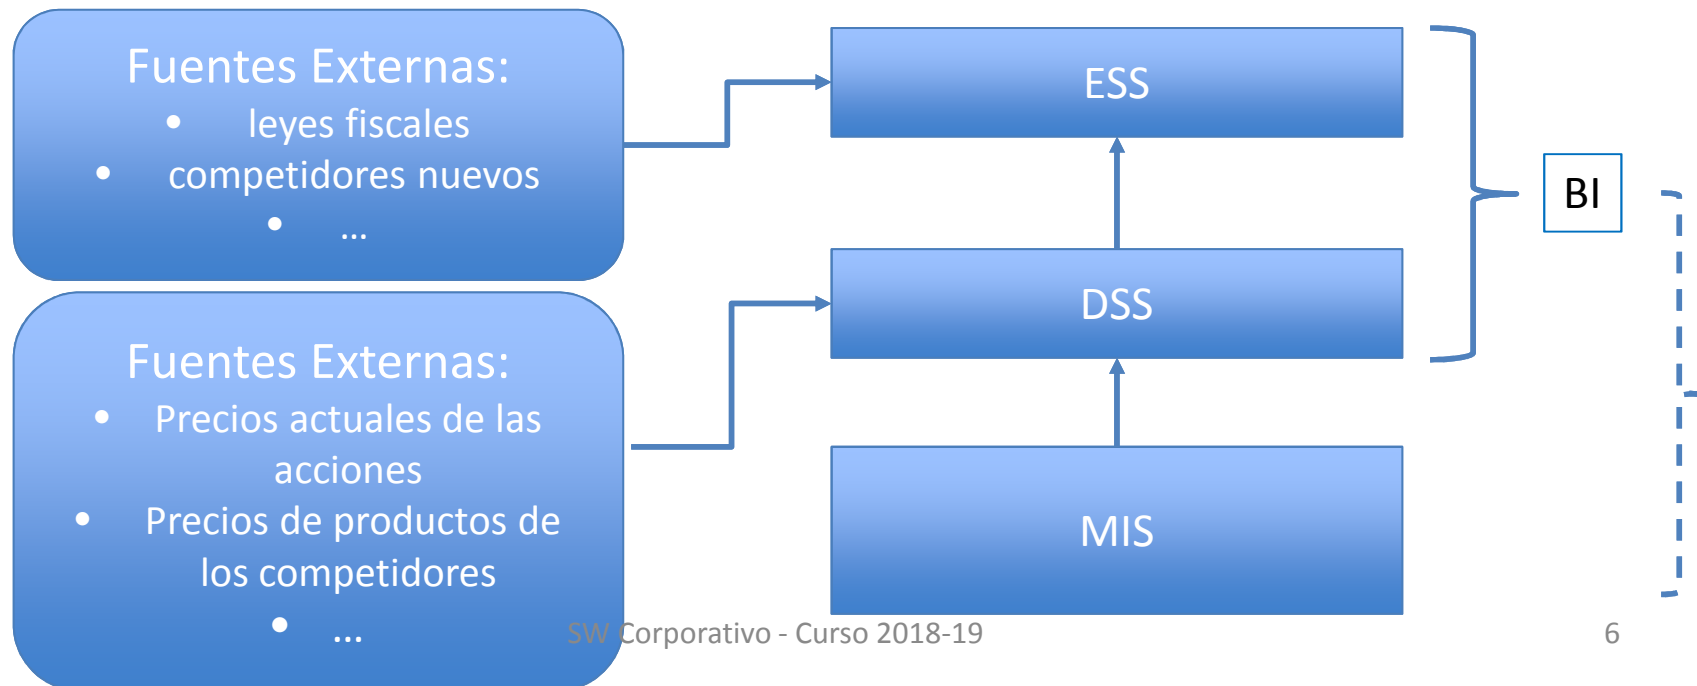 Fuentes Externas:
• leyes fiscales
• competidores nuevos
• ...
Fuentes Externas:
• Precios actuales de las
acciones
• Precios de productos de
los competidores
• ...
ESS
DSS
MIS
BI
SW Corporativo - Curso 2018-19
6